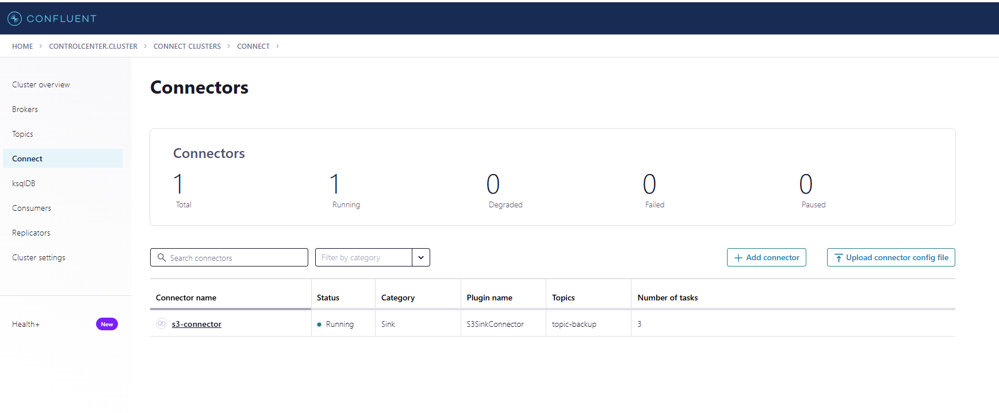 CONFLUENT
HOME > CONTROLCENTER.CLUSTER > CONNECT CLUSTERS > CONNECT >
Cluster overview
Brokers
Topics
Connect
ksqlDB
Consumers
Replicators
Cluster settings
Health+ New
Connectors
Connectors
1 1 0 0 0
Total Running Degraded Failed Paused
Search connectors Filter by category Add connector Upload connector config file
Connector name Status Category Plugin name Topics Number of tasks
s3-connector Running Sink S3SinkConnector topic-backup 3